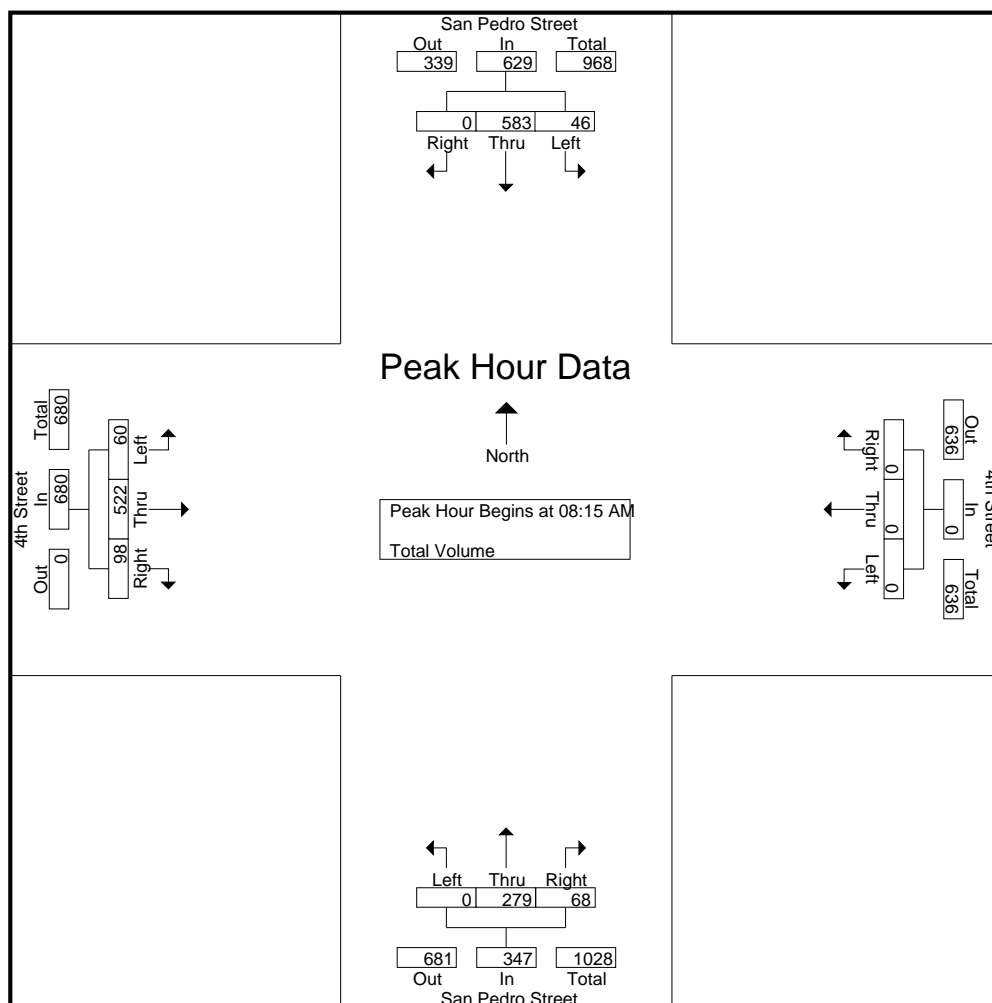 San Pedro Street
Out In Total
339 629 968
0 583 46
Right Thru Left
Peak Hour Data
North
Peak Hour Begins at 08:15 AM
Total Volume
4th Street
Out In Total
0 680 680
98 522 60
Right Thru Left
4th Street
Out In Total
636 0 636
0 0 0
Right Thru Left
Left Thru Right
0 279 68
681 347 1028
Out In Total
San Pedro Street